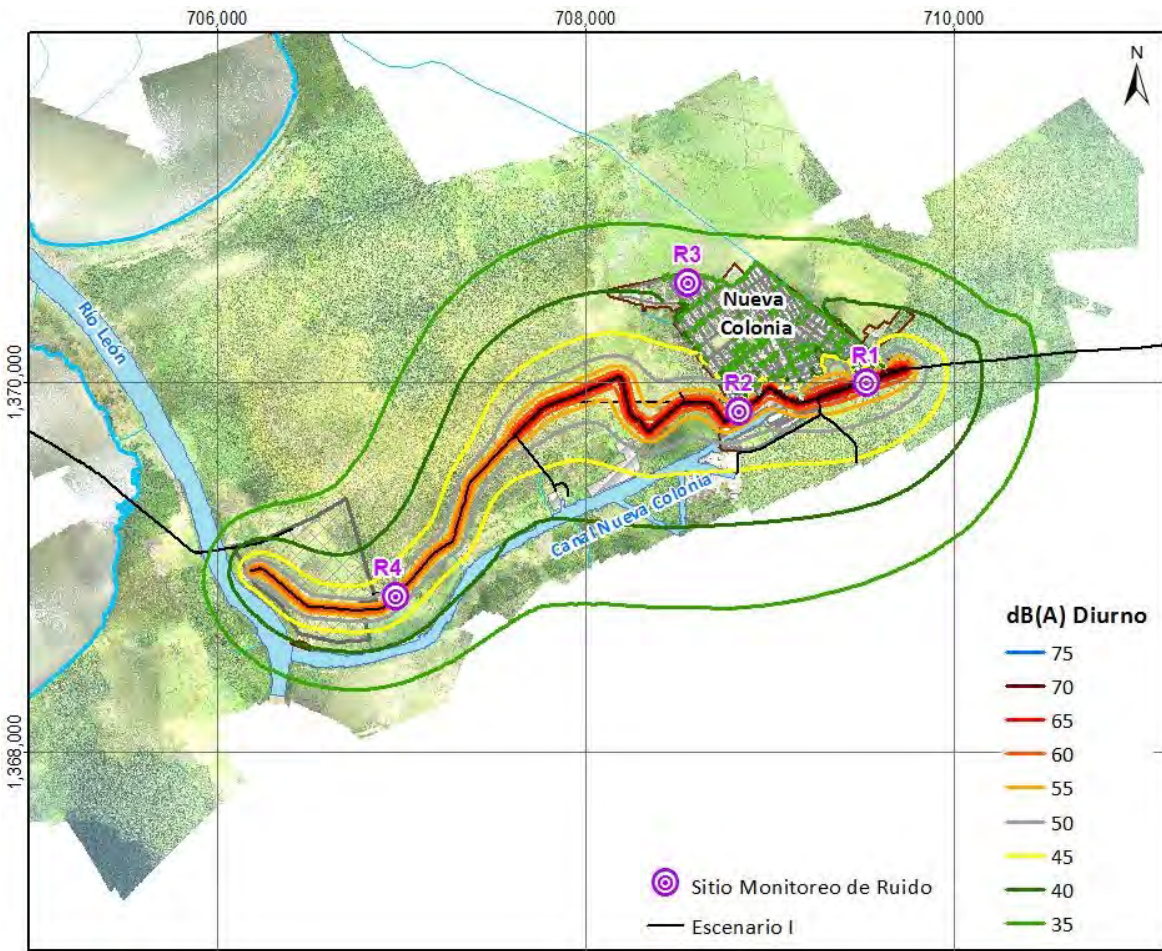 706,000
708,000
710,000
N
R3
Nueva
Colonia
Río León
1,370,000
R1
R2
Canal Nueva Colonia
R4
dB(A) Diurno
75
70
65
60
55
50
45
40
35
1,368,000
Sitio Monitoreo de Ruido
Escenario I